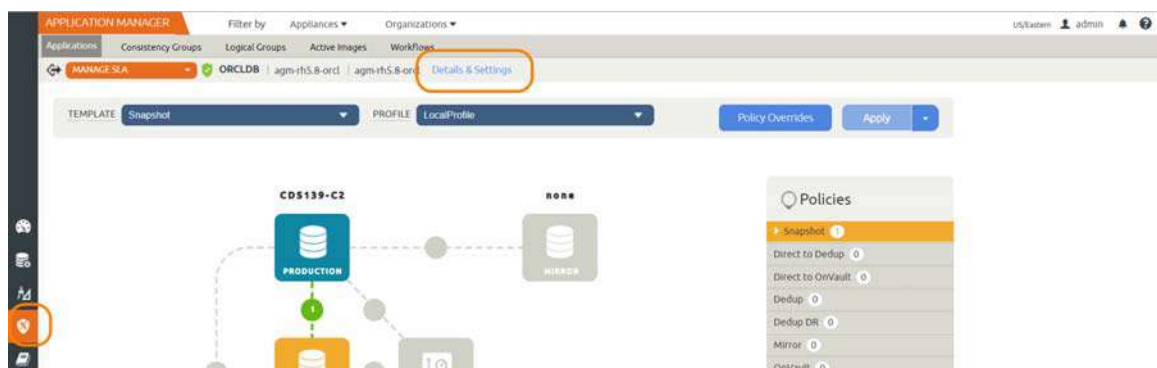 APPLICATION MANAGER Filter by Appliances Organizations US/Eastern admin
Applications Consistency Groups Logical Groups Active Images Workflows
MANAGE SLA ORCLDB agm-rh5.8-orcl agm-rh5.8-orcl Details & Settings
TEMPLATE Snapshot PROFILE LocalProfile Policy Overrides Apply
CDS139-C2 none Policies
Snapshot 1
Direct to Dedup 0
PRODUCTION MIRROR Direct to OnVault 0
Dedup 0
1 Dedup DR 0
Mirror 0
OnVault 0